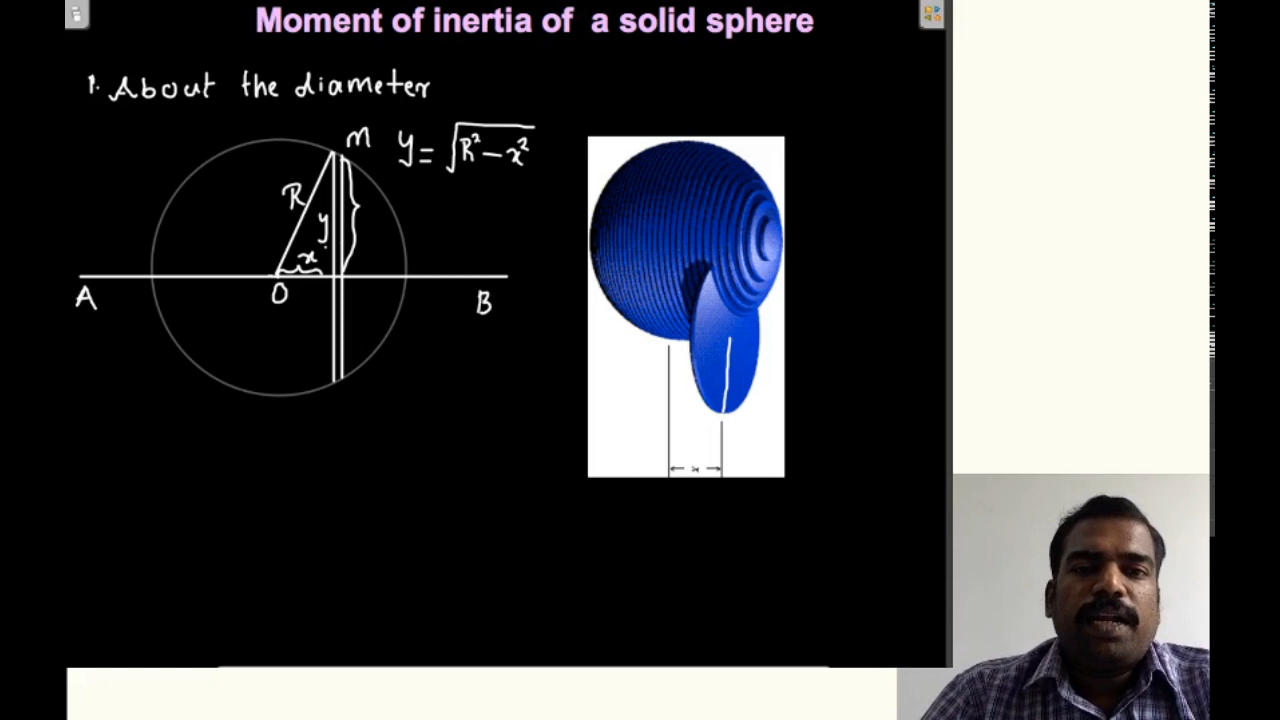 Moment of inertia of a solid sphere
1. About the diameter
M y = √R² − x²
R
y
x
A O B
x